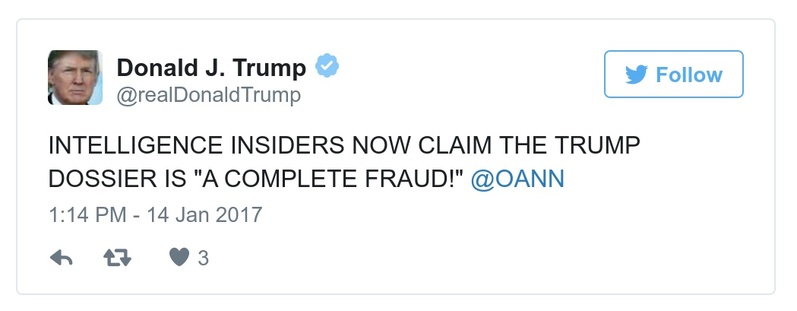 Donald J. Trump
@realDonaldTrump
Follow
INTELLIGENCE INSIDERS NOW CLAIM THE TRUMP
DOSSIER IS "A COMPLETE FRAUD!" @OANN
1:14 PM - 14 Jan 2017
3